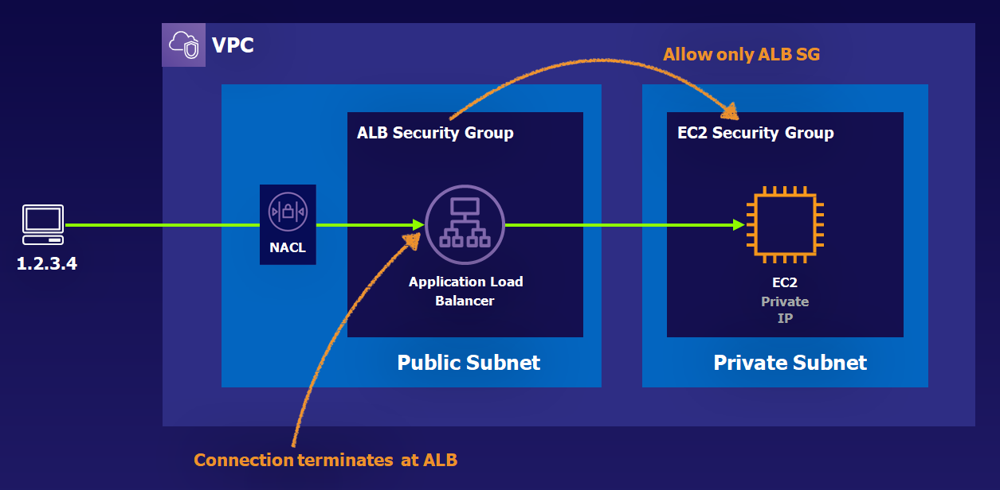 VPC
Allow only ALB SG
ALB Security Group
EC2 Security Group
NACL
1.2.3.4
Application Load
Balancer
EC2
Private
IP
Public Subnet
Private Subnet
Connection terminates at ALB